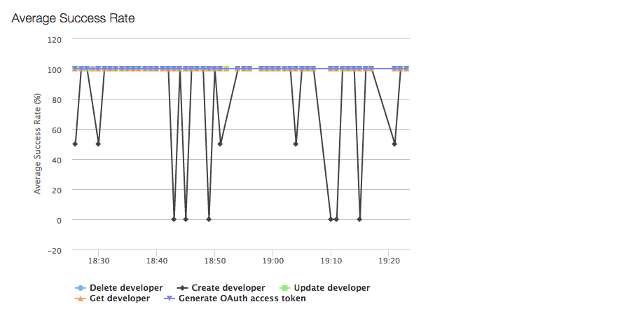 Average Success Rate
120
100
80
60
40
20
0
-20
Average Success Rate (%)
18:30 18:40 18:50 19:00 19:10 19:20
Delete developer Create developer Update developer
Get developer Generate OAuth access token